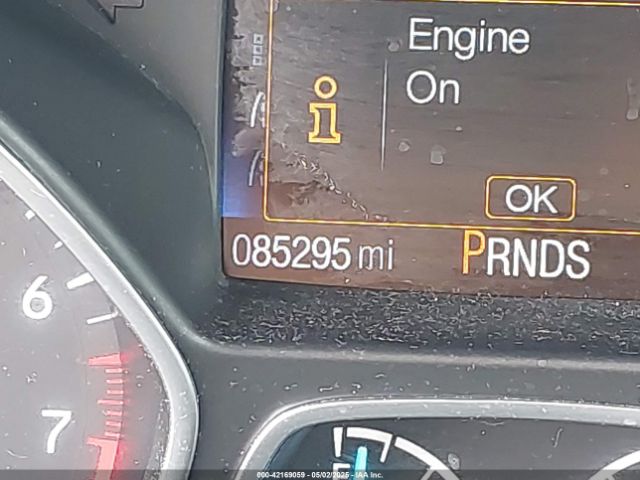 Engine
On
i
OK
085295 mi PRNDS
6
7
000-42169059 - 05/02/2025 - IAA Inc.